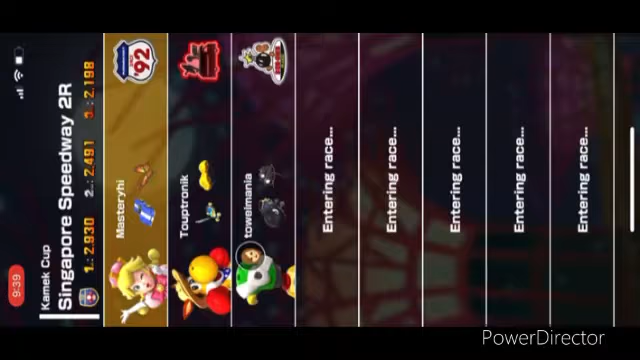 9:39
Kamek Cup
Singapore Speedway 2R
1.: 2.930 2.: 2.491 3.: 2.198
Masteryhi
'92
Touptronik
towelmania
Entering race...
Entering race...
Entering race...
Entering race...
Entering race...
PowerDirector